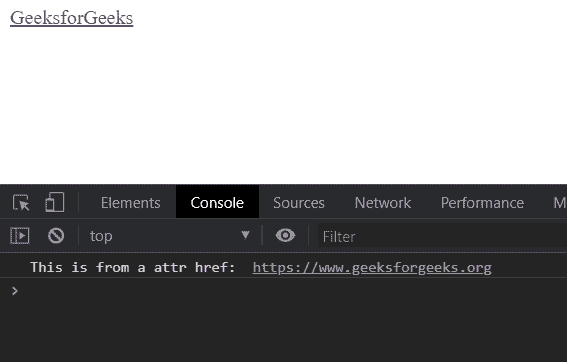 GeeksforGeeks
Elements Console Sources Network Performance M
top Filter
This is from a attr href: https://www.geeksforgeeks.org